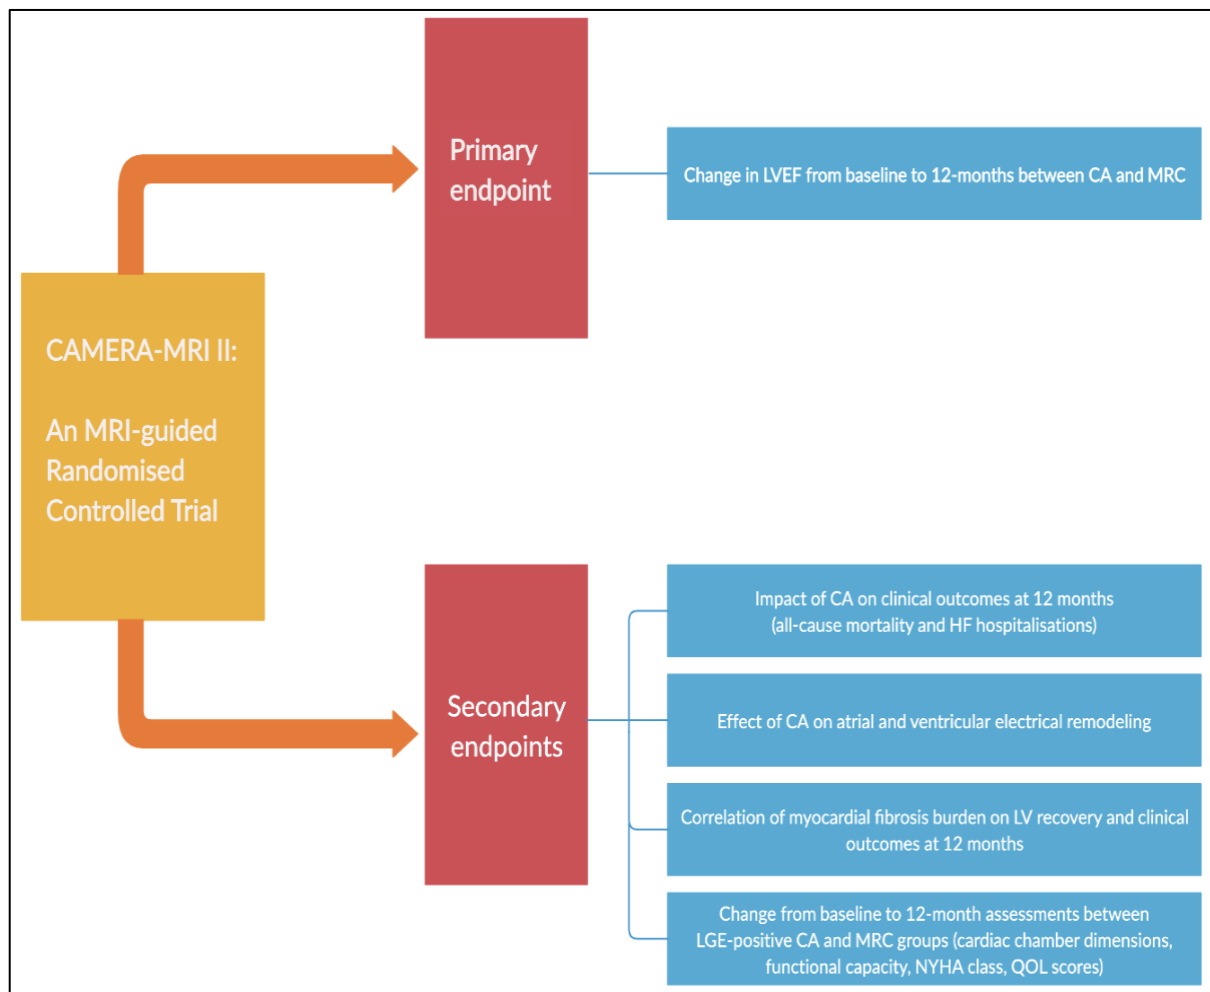 CAMERA-MRI II:
An MRI-guided
Randomised
Controlled Trial
Primary
endpoint
Change in LVEF from baseline to 12-months between CA and MRC
Secondary
endpoints
Impact of CA on clinical outcomes at 12 months
(all-cause mortality and HF hospitalisations)
Effect of CA on atrial and ventricular electrical remodeling
Correlation of myocardial fibrosis burden on LV recovery and clinical
outcomes at 12 months
Change from baseline to 12-month assessments between
LGE-positive CA and MRC groups (cardiac chamber dimensions,
functional capacity, NYHA class, QOL scores)